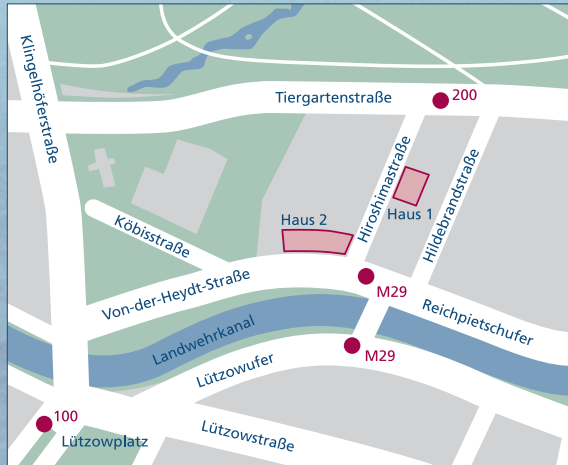 Klingelhöferstraße
Tiergartenstraße
200
Hiroshimastraße
Haus 1
Hildebrandstraße
Haus 2
Köbisstraße
Von-der-Heydt-Straße
M29
Reichpietschufer
Landwehrkanal
M29
Lützowufer
100
Lützowplatz
Lützowstraße